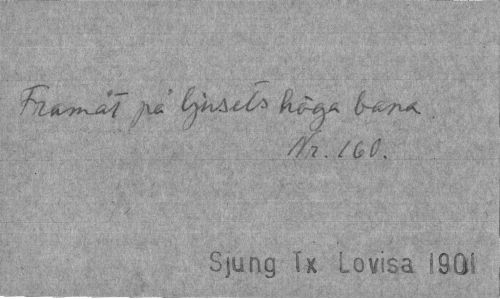 Framåt på ljusets höga bana.
Nr. 160.
Sjung Tx Lovisa 1901